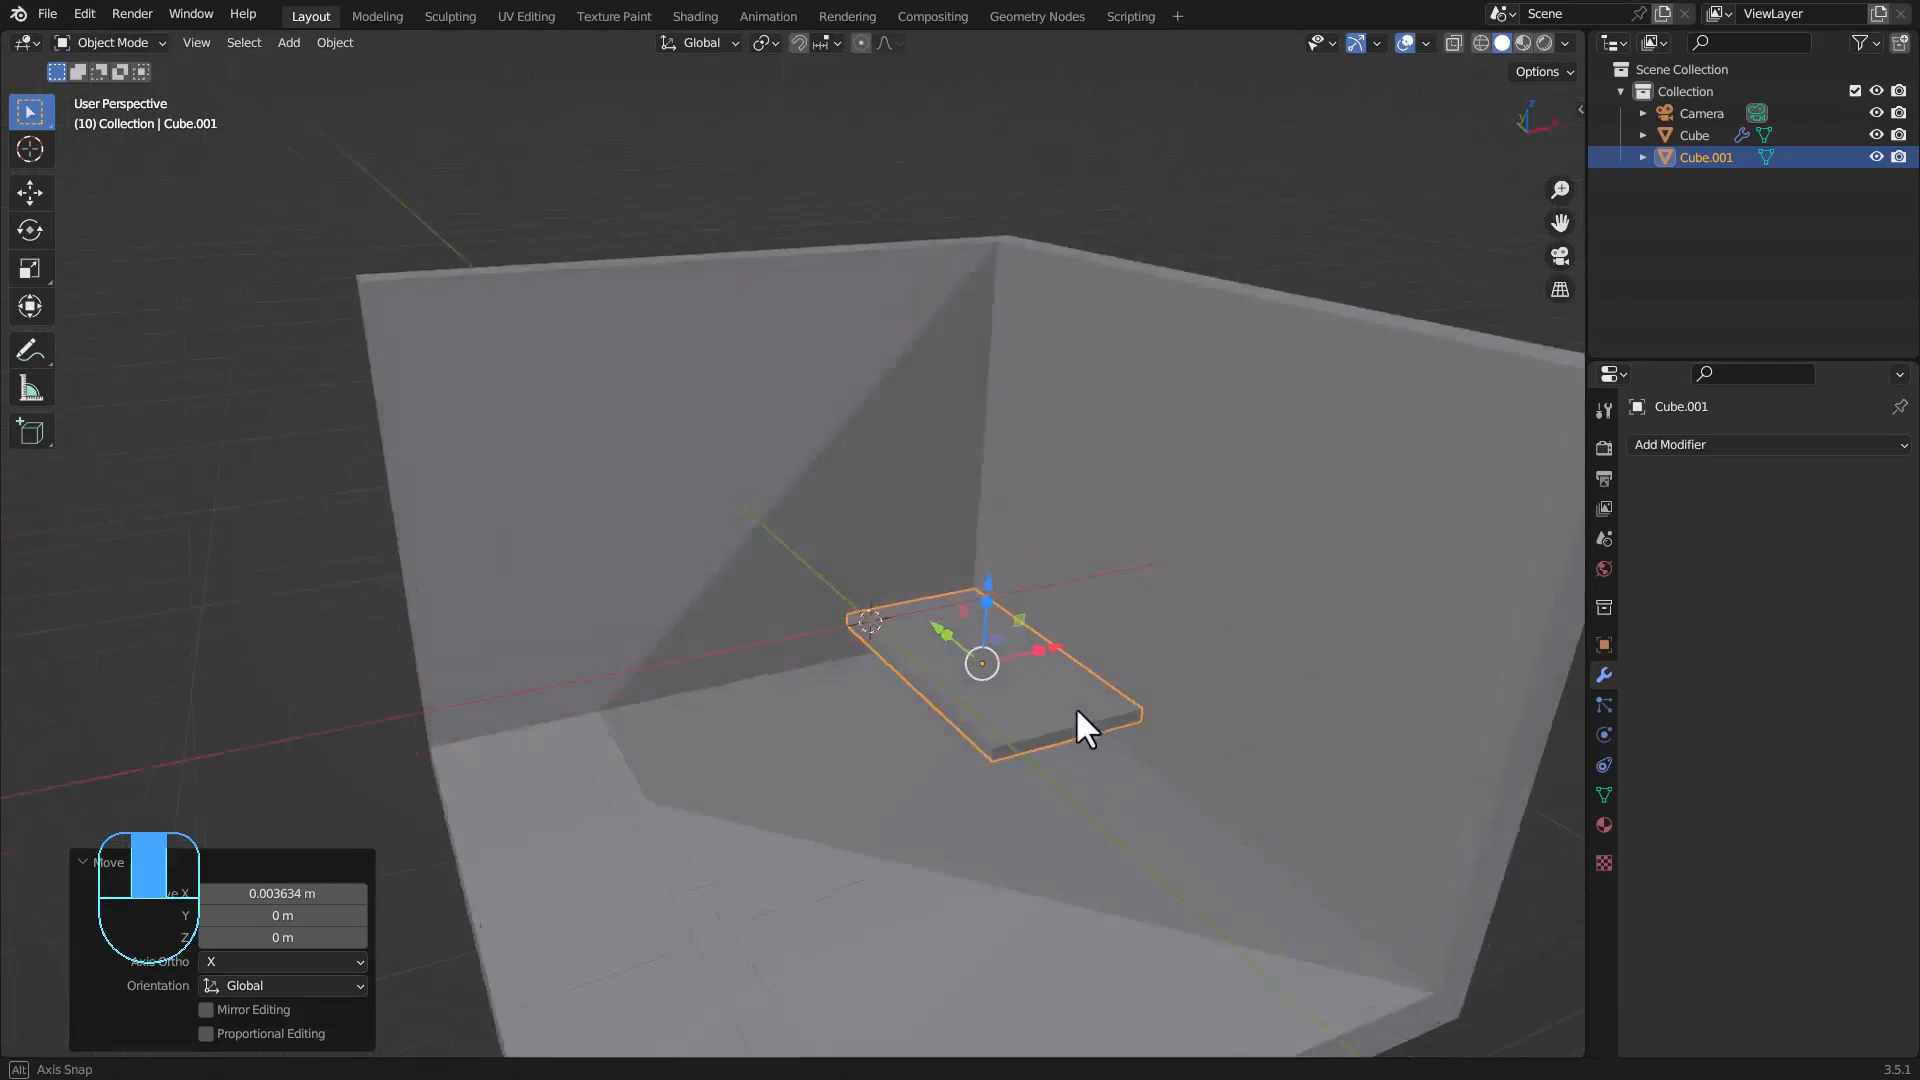 File Edit Render Window Help
Layout Modeling Sculpting UV Editing Texture Paint Shading Animation Rendering Compositing Geometry Nodes Scripting +
Scene
ViewLayer
Object Mode View Select Add Object
Global
Options
User Perspective
(10) Collection | Cube.001
Z
Y
Scene Collection
Collection
Camera
Cube
Cube.001
Cube.001
Add Modifier
Move
ve X 0.003634 m
Y 0 m
Z 0 m
Axis Ortho X
Orientation Global
Mirror Editing
Proportional Editing
Alt Axis Snap
3.5.1